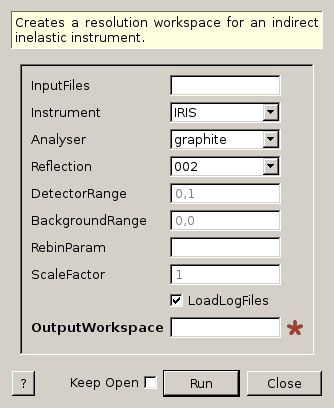 Creates a resolution workspace for an indirect
inelastic instrument.
InputFiles
Instrument IRIS
Analyser graphite
Reflection 002
DetectorRange 0,1
BackgroundRange 0,0
RebinParam
ScaleFactor 1
LoadLogFiles
OutputWorkspace
? Keep Open Run Close